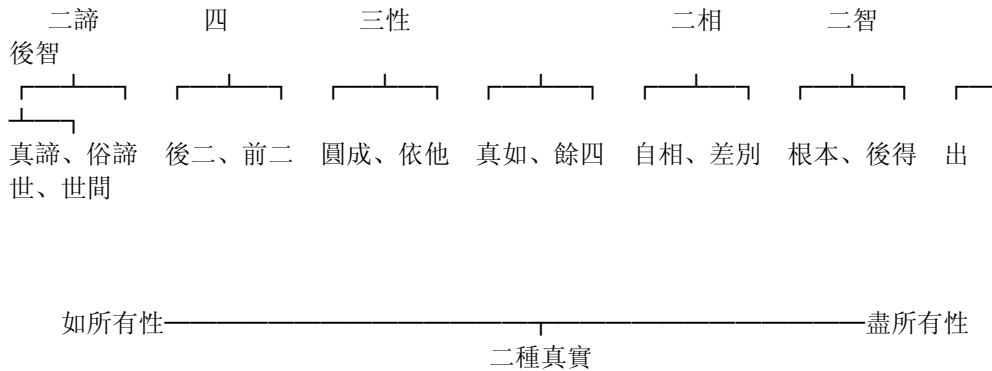 二諦 四 三性 二相 二智
後智
真諦、俗諦 後二、前二 圓成、依他 真如、餘四 自相、差別 根本、後得 出
世、世間
如所有性 盡所有性
二種真實